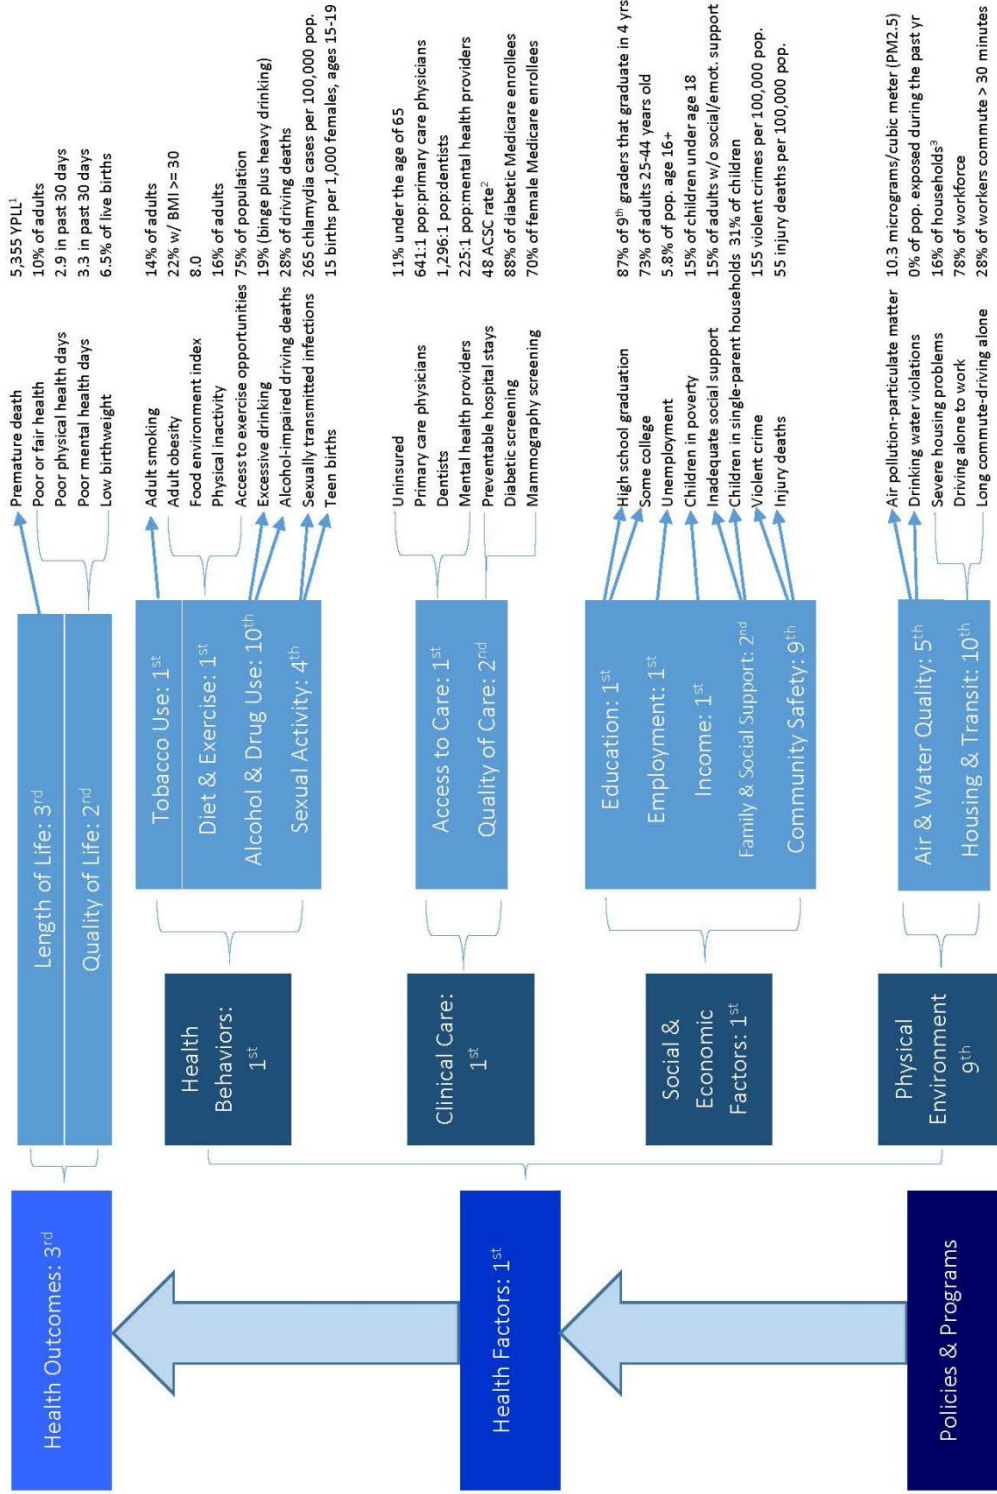 Health Outcomes: 3rd
Length of Life: 3rd
Quality of Life: 2nd
Premature death 5,355 YPLL1
Poor or fair health 10% of adults
Poor physical health days 2.9 in past 30 days
Poor mental health days 3.3 in past 30 days
Low birthweight 6.5% of live births
Health Factors: 1st
Health
Behaviors:
1st
Tobacco Use: 1st
Diet & Exercise: 1st
Alcohol & Drug Use: 10th
Sexual Activity: 4th
Adult smoking 14% of adults
Adult obesity 22% w/ BMI >= 30
Food environment index 8.0
Physical inactivity 16% of adults
Access to exercise opportunities 75% of population
Excessive drinking 19% (binge plus heavy drinking)
Alcohol-impaired driving deaths 28% of driving deaths
Sexually transmitted infections 265 chlamydia cases per 100,000 pop.
Teen births 15 births per 1,000 females, ages 15-19
Clinical Care:
1st
Access to Care: 1st
Quality of Care: 2nd
Uninsured 11% under the age of 65
Primary care physicians 641:1 pop:primary care physicians
Dentists 1,296:1 pop:dentists
Mental health providers 225:1 pop:mental health providers
Preventable hospital stays 48 ACSC rate2
Diabetic screening 88% of diabetic Medicare enrollees
Mammography screening 70% of female Medicare enrollees
Social &
Economic
Factors: 1st
Education: 1st
Employment: 1st
Income: 1st
Family & Social Support: 2nd
Community Safety: 9th
High school graduation 87% of 9th graders that graduate in 4 yrs
Some college 73% of adults 25-44 years old
Unemployment 5.8% of pop. age 16+
Children in poverty 15% of children under age 18
Inadequate social support 15% of adults w/o social/emot. support
Children in single-parent households 31% of children
Violent crime 155 violent crimes per 100,000 pop.
Injury deaths 55 injury deaths per 100,000 pop.
Policies & Programs
Physical
Environment
9th
Air & Water Quality: 5th
Housing & Transit: 10th
Air pollution-particulate matter 10.3 micrograms/cubic meter (PM2.5)
Drinking water violations 0% of pop. exposed during the past yr
Severe housing problems 16% of households3
Driving alone to work 78% of workforce
Long commute-driving alone 28% of workers commute > 30 minutes